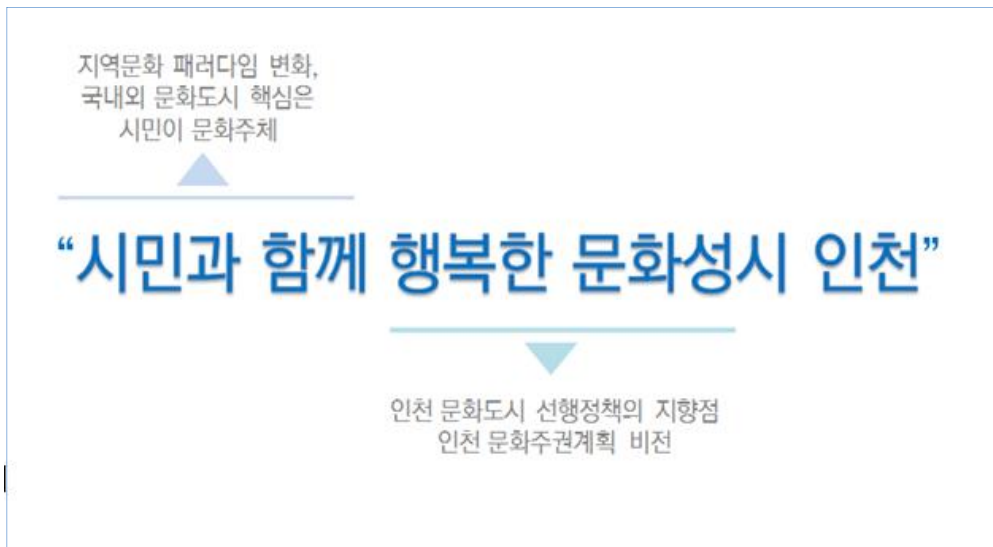 지역문화 패러다임 변화,
국내외 문화도시 핵심은
시민이 문화주체
“시민과 함께 행복한 문화성시 인천”
인천 문화도시 선행정책의 지향점
인천 문화주권계획 비전